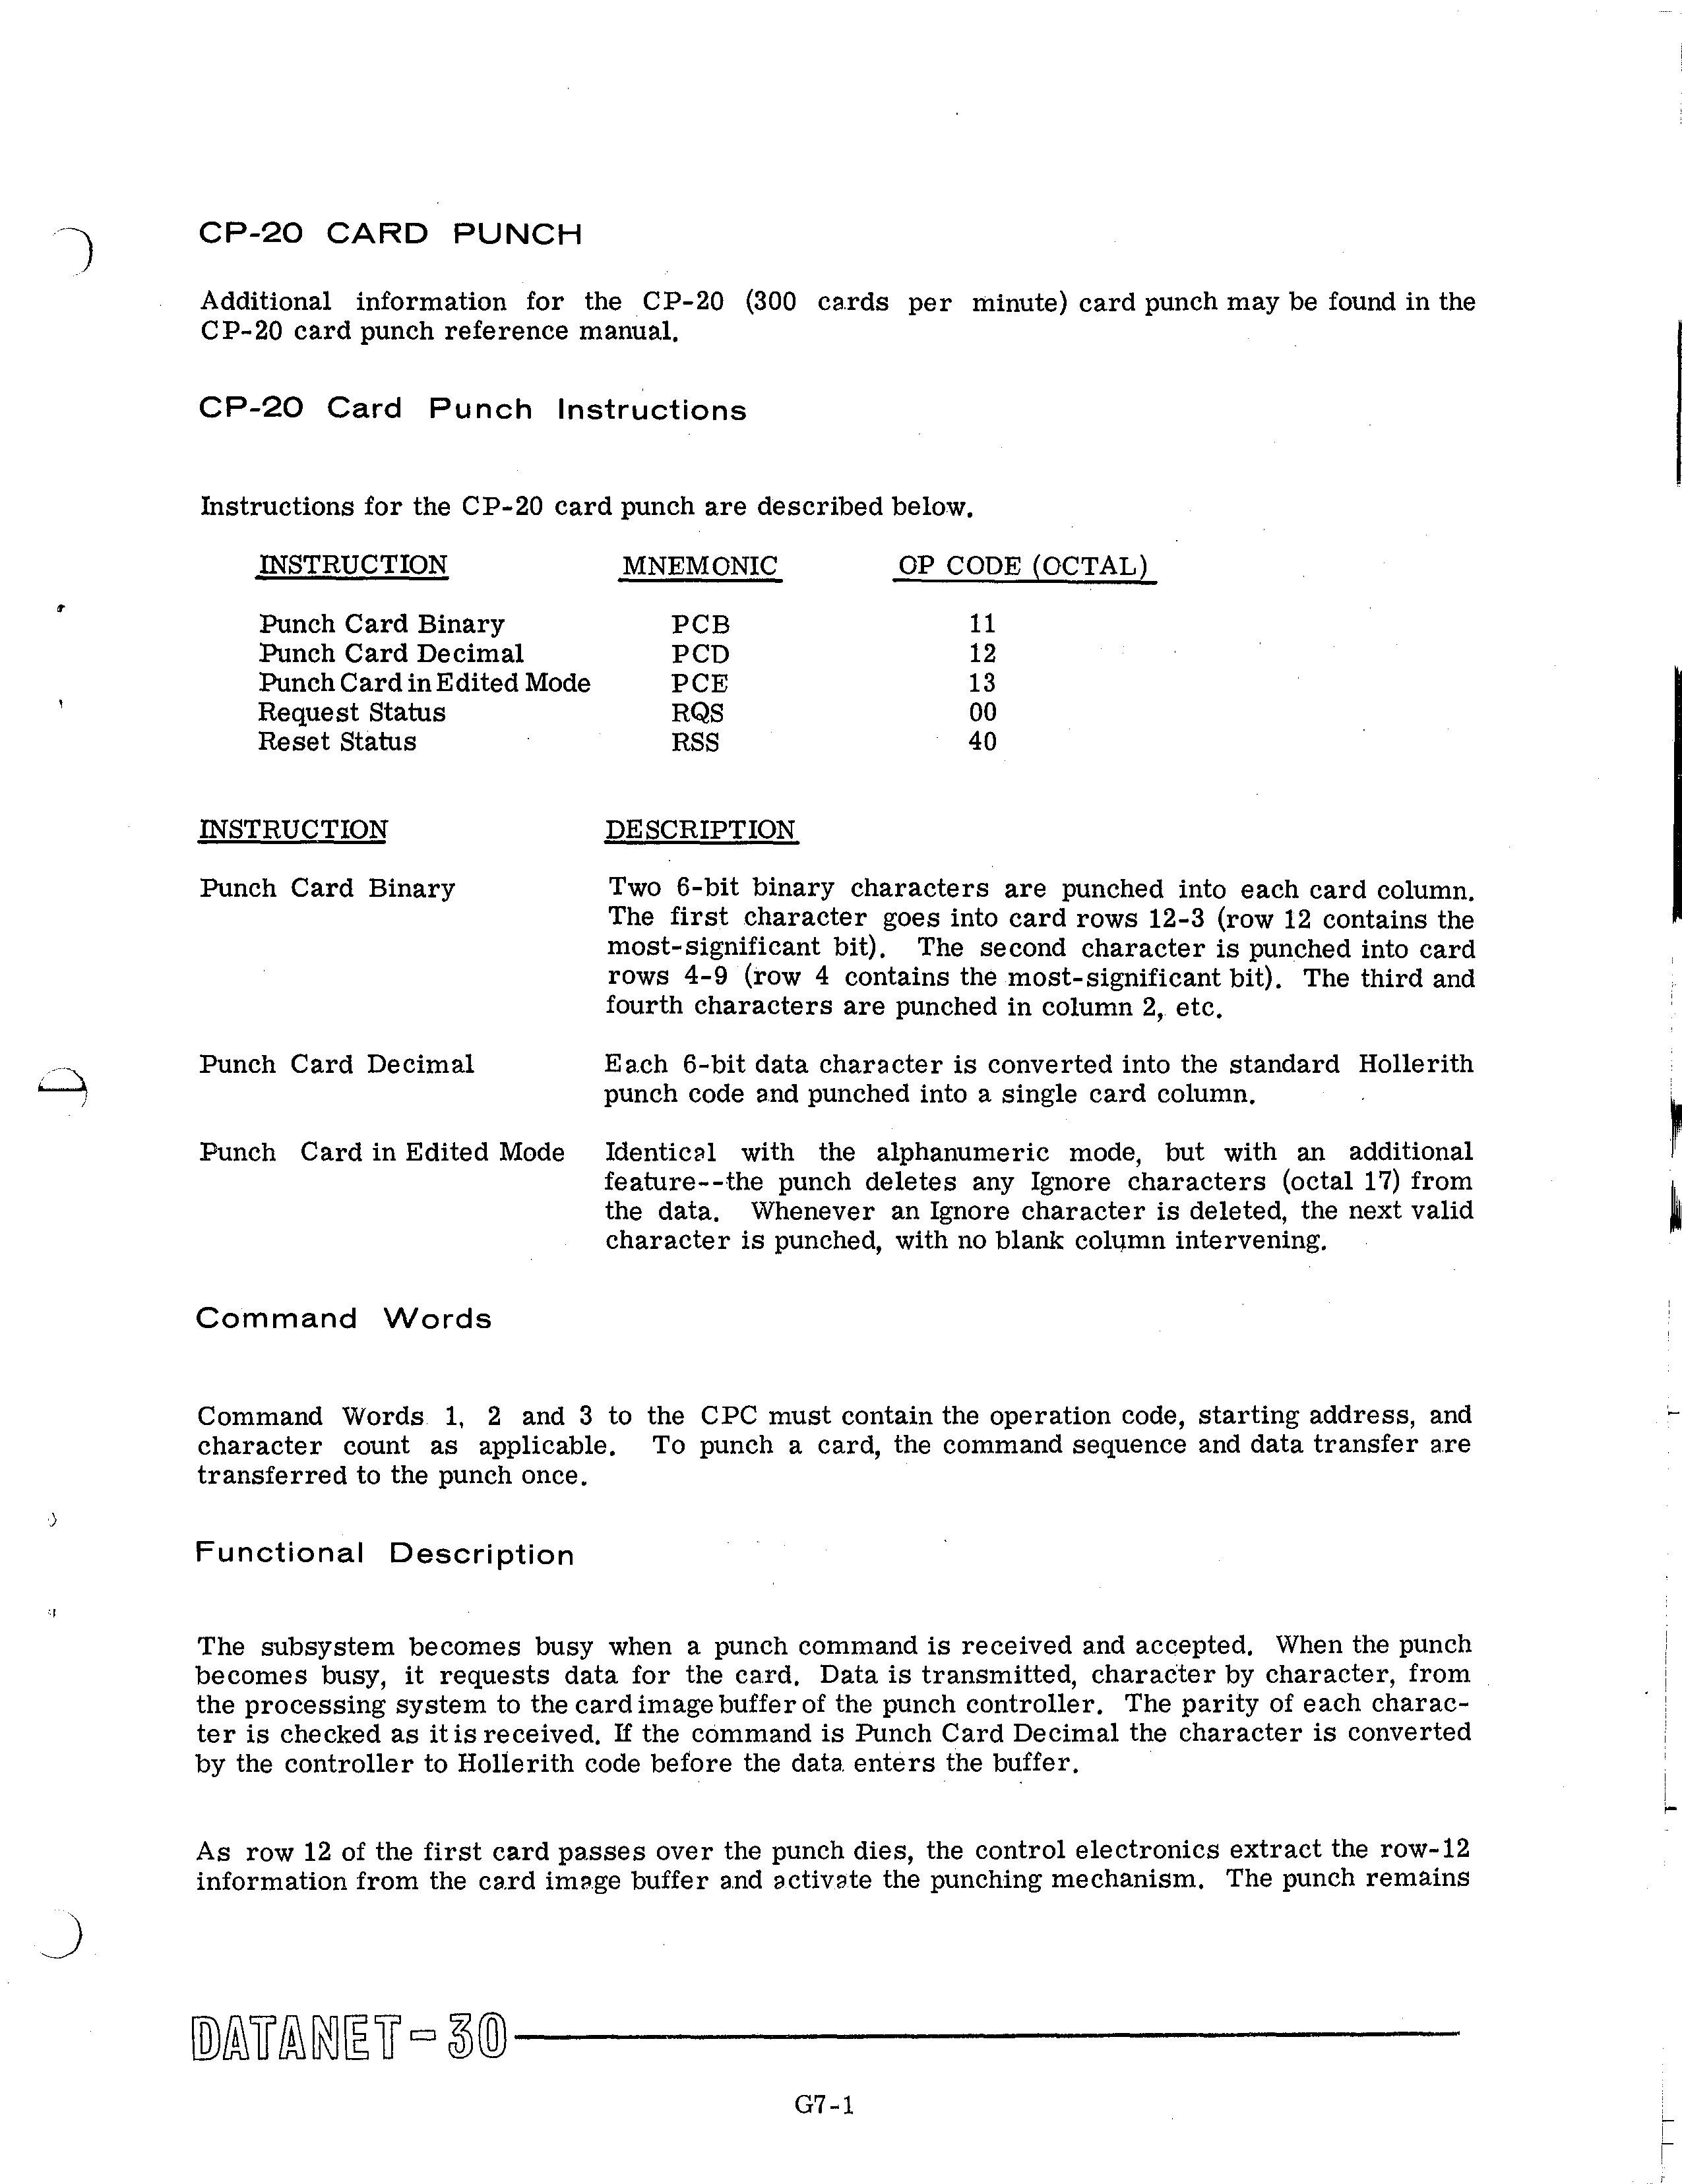 CP-20 CARD PUNCH
Additional information for the CP-20 (300 cards per minute) card punch may be found in the
CP-20 card punch reference manual.
CP-20 Card Punch Instructions
Instructions for the CP-20 card punch are described below.
INSTRUCTION MNEMONIC OP CODE (OCTAL)
Punch Card Binary PCB 11
Punch Card Decimal PCD 12
Punch Card in Edited Mode PCE 13
Request Status RQS 00
Reset Status RSS 40
INSTRUCTION DESCRIPTION
Punch Card Binary Two 6-bit binary characters are punched into each card column.
The first character goes into card rows 12-3 (row 12 contains the
most-significant bit). The second character is punched into card
rows 4-9 (row 4 contains the most-significant bit). The third and
fourth characters are punched in column 2, etc.
Punch Card Decimal Each 6-bit data character is converted into the standard Hollerith
punch code and punched into a single card column.
Punch Card in Edited Mode Identical with the alphanumeric mode, but with an additional
feature--the punch deletes any Ignore characters (octal 17) from
the data. Whenever an Ignore character is deleted, the next valid
character is punched, with no blank column intervening.
Command Words
Command Words 1, 2 and 3 to the CPC must contain the operation code, starting address, and
character count as applicable. To punch a card, the command sequence and data transfer are
transferred to the punch once.
Functional Description
The subsystem becomes busy when a punch command is received and accepted. When the punch
becomes busy, it requests data for the card. Data is transmitted, character by character, from
the processing system to the card image buffer of the punch controller. The parity of each charac-
ter is checked as it is received. If the command is Punch Card Decimal the character is converted
by the controller to Hollerith code before the data enters the buffer.
As row 12 of the first card passes over the punch dies, the control electronics extract the row-12
information from the card image buffer and activate the punching mechanism. The punch remains
DATANET-30
G7-1